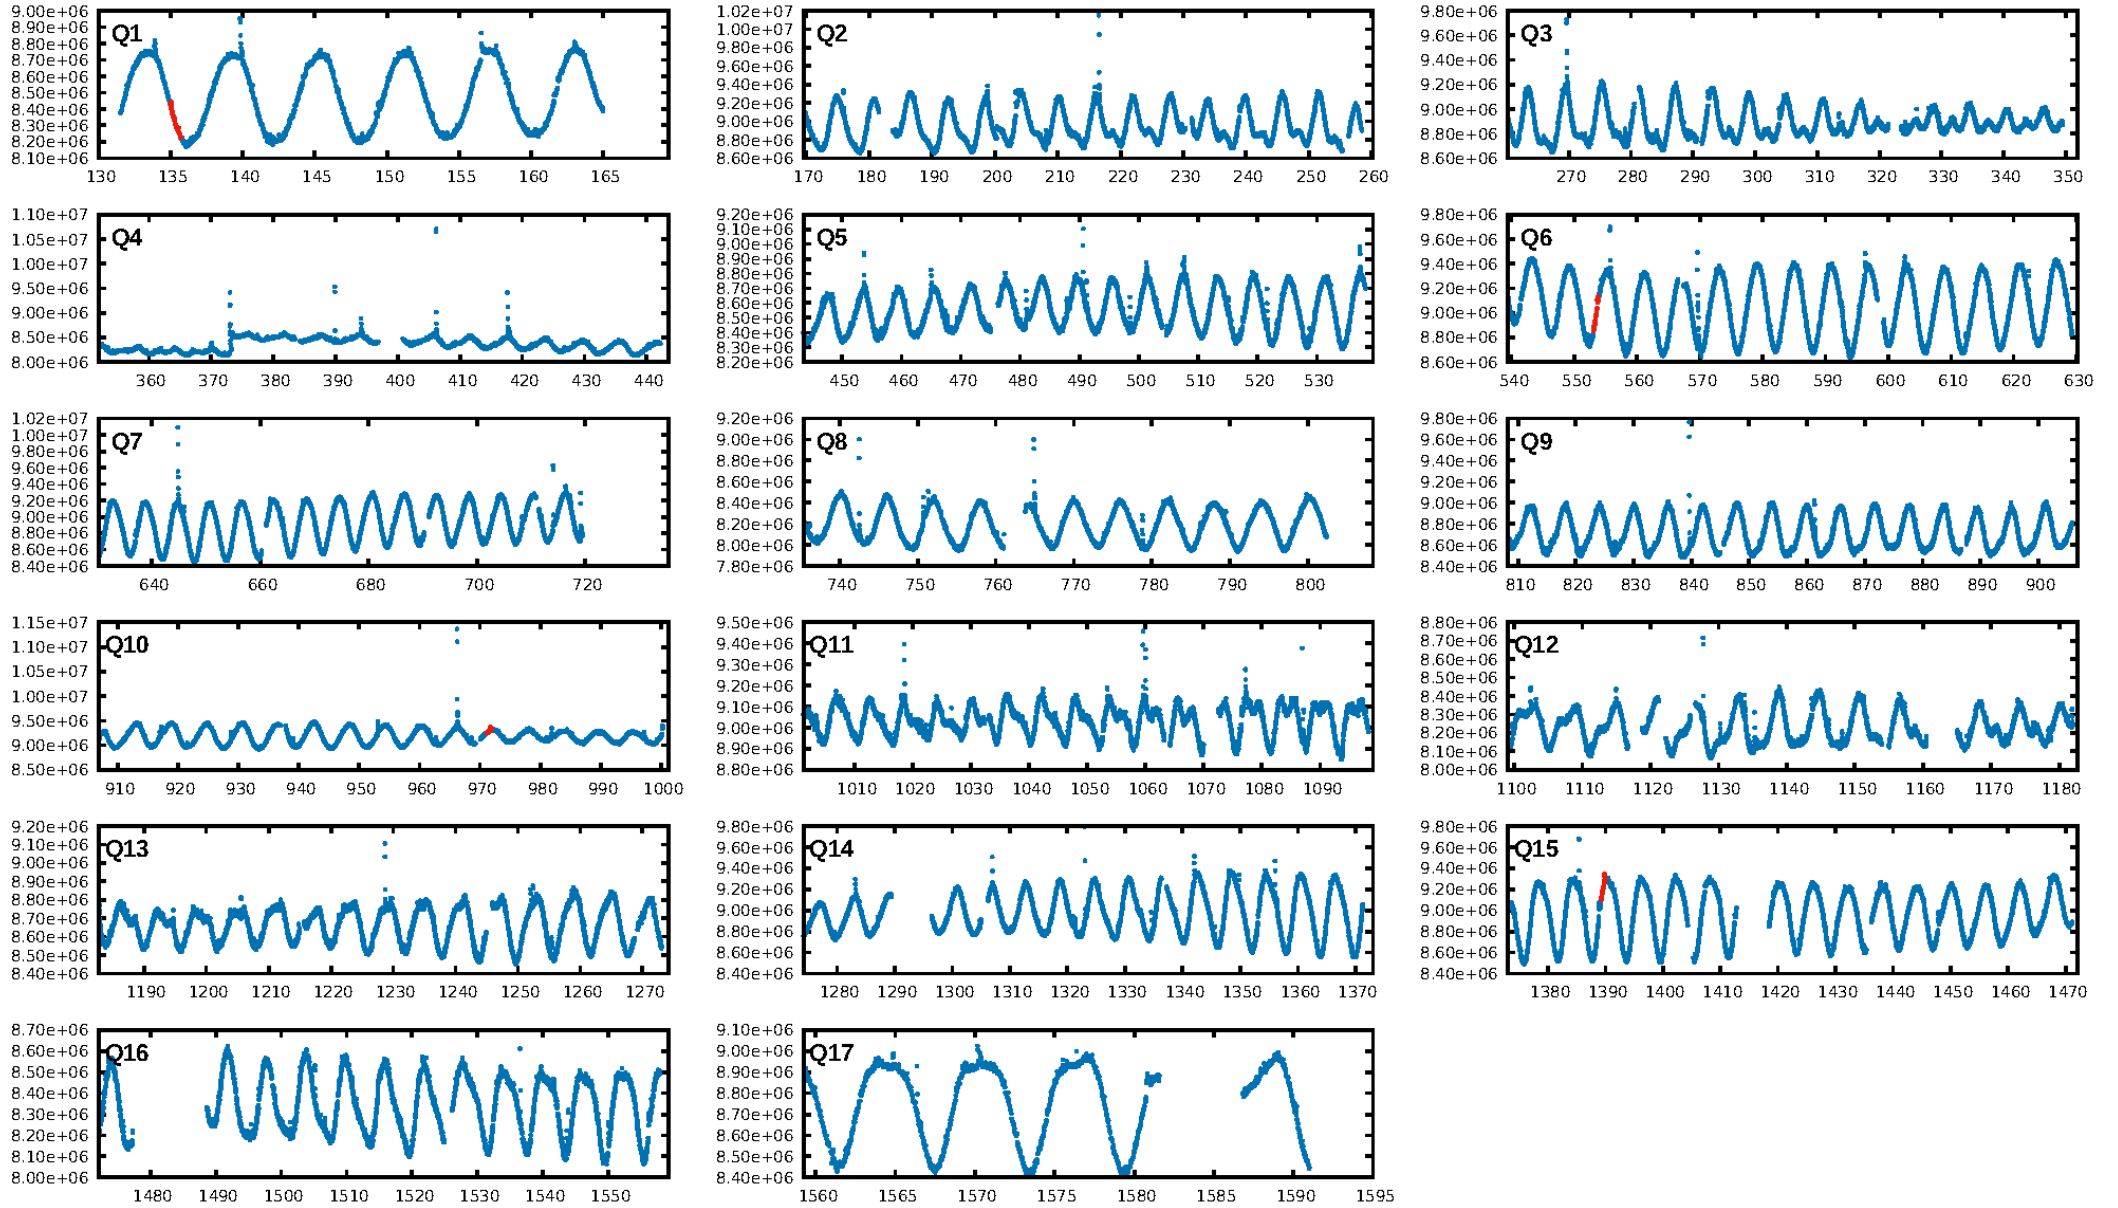 9.00e+06
8.90e+06
8.80e+06
8.70e+06
8.60e+06
8.50e+06
8.40e+06
8.30e+06
8.20e+06
8.10e+06
Q1
130 135 140 145 150 155 160 165
1.02e+07
1.00e+07
9.80e+06
9.60e+06
9.40e+06
9.20e+06
9.00e+06
8.80e+06
8.60e+06
Q2
170 180 190 200 210 220 230 240 250 260
9.80e+06
9.60e+06
9.40e+06
9.20e+06
9.00e+06
8.80e+06
8.60e+06
Q3
270 280 290 300 310 320 330 340 350
1.10e+07
1.05e+07
1.00e+07
9.50e+06
9.00e+06
8.50e+06
8.00e+06
Q4
360 370 380 390 400 410 420 430 440
9.20e+06
9.10e+06
9.00e+06
8.90e+06
8.80e+06
8.70e+06
8.60e+06
8.50e+06
8.40e+06
8.30e+06
8.20e+06
Q5
450 460 470 480 490 500 510 520 530
9.80e+06
9.60e+06
9.40e+06
9.20e+06
9.00e+06
8.80e+06
8.60e+06
Q6
540 550 560 570 580 590 600 610 620 630
1.02e+07
1.00e+07
9.80e+06
9.60e+06
9.40e+06
9.20e+06
9.00e+06
8.80e+06
8.60e+06
8.40e+06
Q7
640 660 680 700 720
9.20e+06
9.00e+06
8.80e+06
8.60e+06
8.40e+06
8.20e+06
8.00e+06
7.80e+06
Q8
740 750 760 770 780 790 800
9.80e+06
9.60e+06
9.40e+06
9.20e+06
9.00e+06
8.80e+06
8.60e+06
8.40e+06
Q9
810 820 830 840 850 860 870 880 890 900
1.15e+07
1.10e+07
1.05e+07
1.00e+07
9.50e+06
9.00e+06
8.50e+06
Q10
910 920 930 940 950 960 970 980 990 1000
9.50e+06
9.40e+06
9.30e+06
9.20e+06
9.10e+06
9.00e+06
8.90e+06
8.80e+06
Q11
1010 1020 1030 1040 1050 1060 1070 1080 1090
8.80e+06
8.70e+06
8.60e+06
8.50e+06
8.40e+06
8.30e+06
8.20e+06
8.10e+06
8.00e+06
Q12
1100 1110 1120 1130 1140 1150 1160 1170 1180
9.20e+06
9.10e+06
9.00e+06
8.90e+06
8.80e+06
8.70e+06
8.60e+06
8.50e+06
8.40e+06
Q13
1190 1200 1210 1220 1230 1240 1250 1260 1270
9.80e+06
9.60e+06
9.40e+06
9.20e+06
9.00e+06
8.80e+06
8.60e+06
8.40e+06
Q14
1280 1290 1300 1310 1320 1330 1340 1350 1360 1370
9.80e+06
9.60e+06
9.40e+06
9.20e+06
9.00e+06
8.80e+06
8.60e+06
8.40e+06
Q15
1380 1390 1400 1410 1420 1430 1440 1450 1460 1470
8.70e+06
8.60e+06
8.50e+06
8.40e+06
8.30e+06
8.20e+06
8.10e+06
8.00e+06
Q16
1480 1490 1500 1510 1520 1530 1540 1550
9.10e+06
9.00e+06
8.90e+06
8.80e+06
8.70e+06
8.60e+06
8.50e+06
8.40e+06
Q17
1560 1565 1570 1575 1580 1585 1590 1595